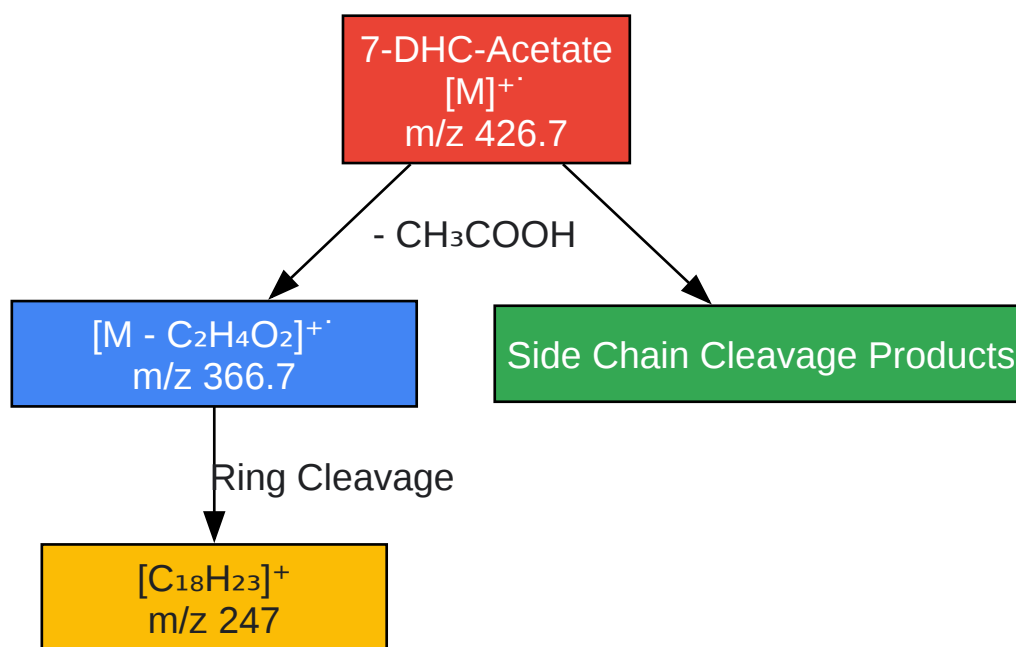 7-DHC-Acetate
[M]⁺˙
m/z 426.7
- CH₃COOH
[M - C₂H₄O₂]⁺˙
m/z 366.7
Side Chain Cleavage Products
Ring Cleavage
[C₁₈H₂₃]⁺
m/z 247